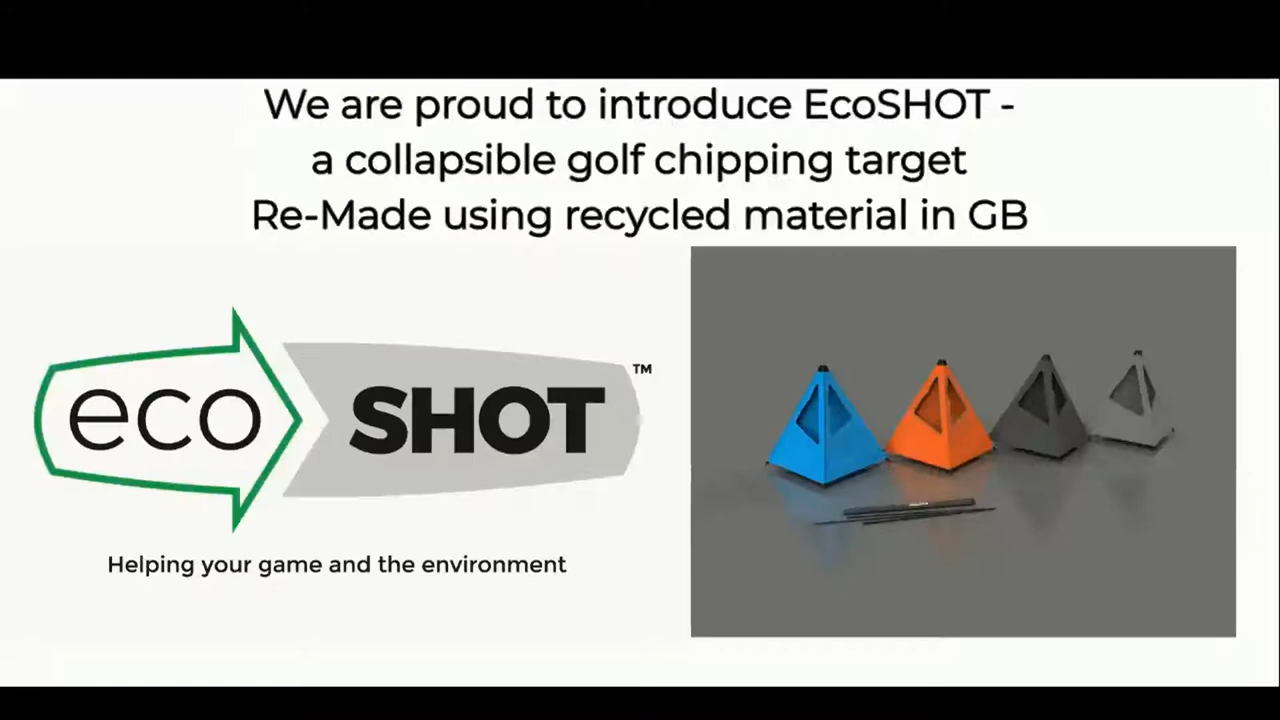 We are proud to introduce EcoSHOT -
a collapsible golf chipping target
Re-Made using recycled material in GB
eco SHOT ™
Helping your game and the environment